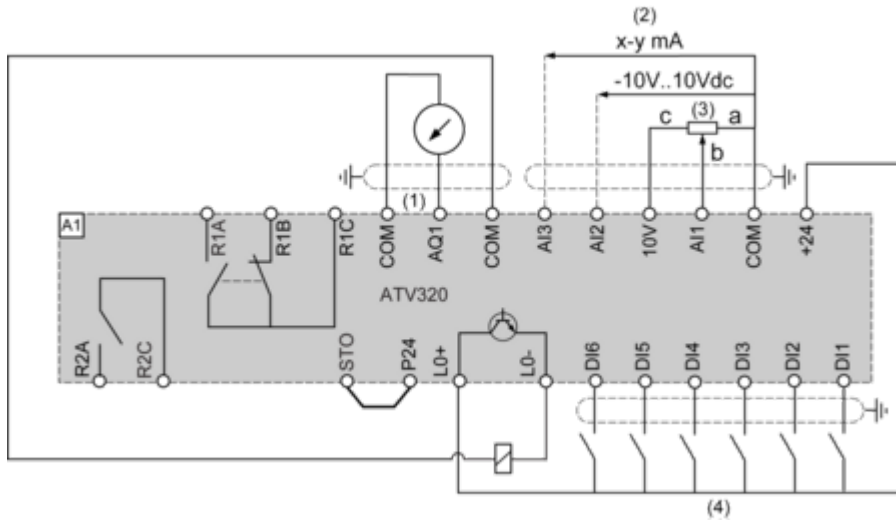 (2)
x-y mA
-10V..10Vdc
c (3) a
b
(1)
A1
R1A R1B R1C COM AQ1 COM AI3 AI2 10V AI1 COM +24
ATV320
R2A R2C STO P24 L0+ L0- DI6 DI5 DI4 DI3 DI2 DI1
(4)